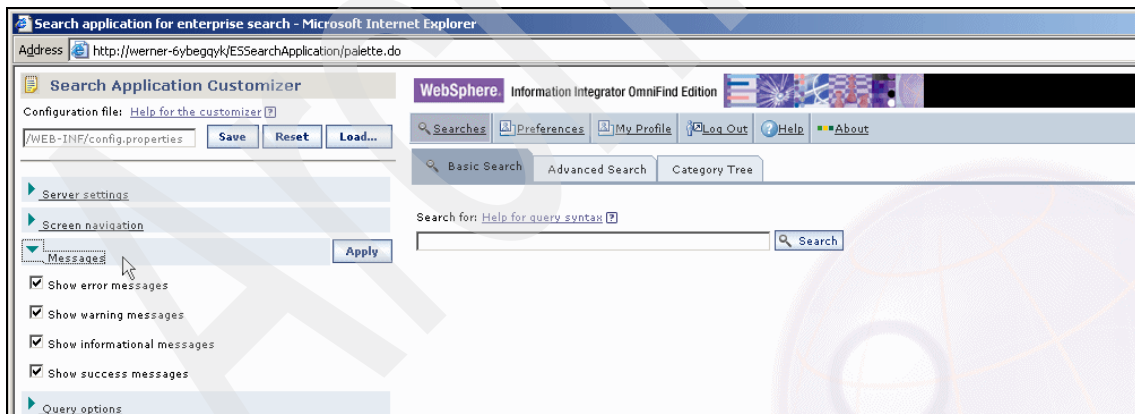 Search application for enterprise search - Microsoft Internet Explorer
Address http://werner-6ybegqyk/ESSearchApplication/palette.do
Search Application Customizer
Configuration file: Help for the customizer ?
/WEB-INF/config.properties Save Reset Load...
Server settings
Screen navigation
Messages Apply
Show error messages
Show warning messages
Show informational messages
Show success messages
Query options
WebSphere. Information Integrator OmniFind Edition
Searches Preferences My Profile Log Out Help About
Basic Search Advanced Search Category Tree
Search for: Help for query syntax ?
Search